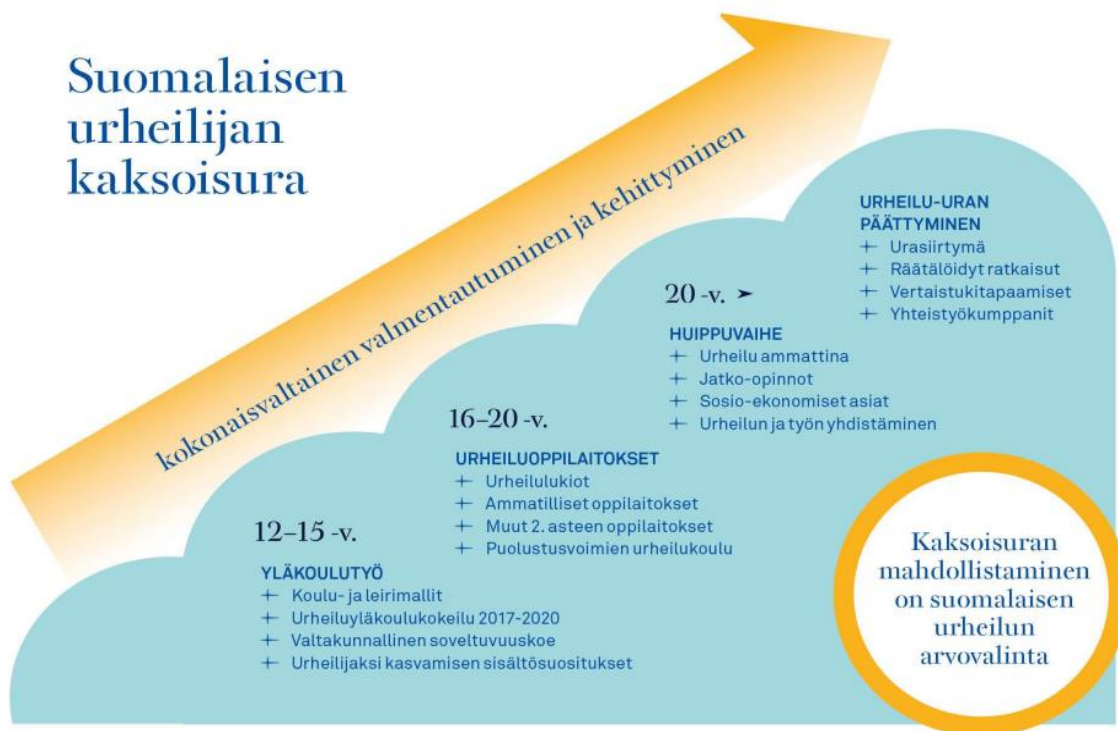 Suomalaisen
urheilijan
kaksoisura
kokonaisvaltainen valmentautuminen ja kehittyminen
12–15 -v.
YLÄKOULUTYÖ
+ Koulu- ja leirimallit
+ Urheiluyläkoulukokeilu 2017-2020
+ Valtakunnallinen soveltuvuuskoe
+ Urheilijaksi kasvamisen sisältösuositukset
16–20 -v.
URHEILUOPPILAITOKSET
+ Urheilulukiot
+ Ammatilliset oppilaitokset
+ Muut 2. asteen oppilaitokset
+ Puolustusvoimien urheilukoulu
20 -v. ➤
HUIPPUVAIHE
+ Urheilu ammattina
+ Jatko-opinnot
+ Sosio-ekonomiset asiat
+ Urheilun ja työn yhdistäminen
URHEILU-URAN
PÄÄTTYMINEN
+ Urasiirtymä
+ Räätälöidyt ratkaisut
+ Vertaistukitapaamiset
+ Yhteistyökumppanit
Kaksoisuran
mahdollistaminen
on suomalaisen
urheilun
arvovalinta